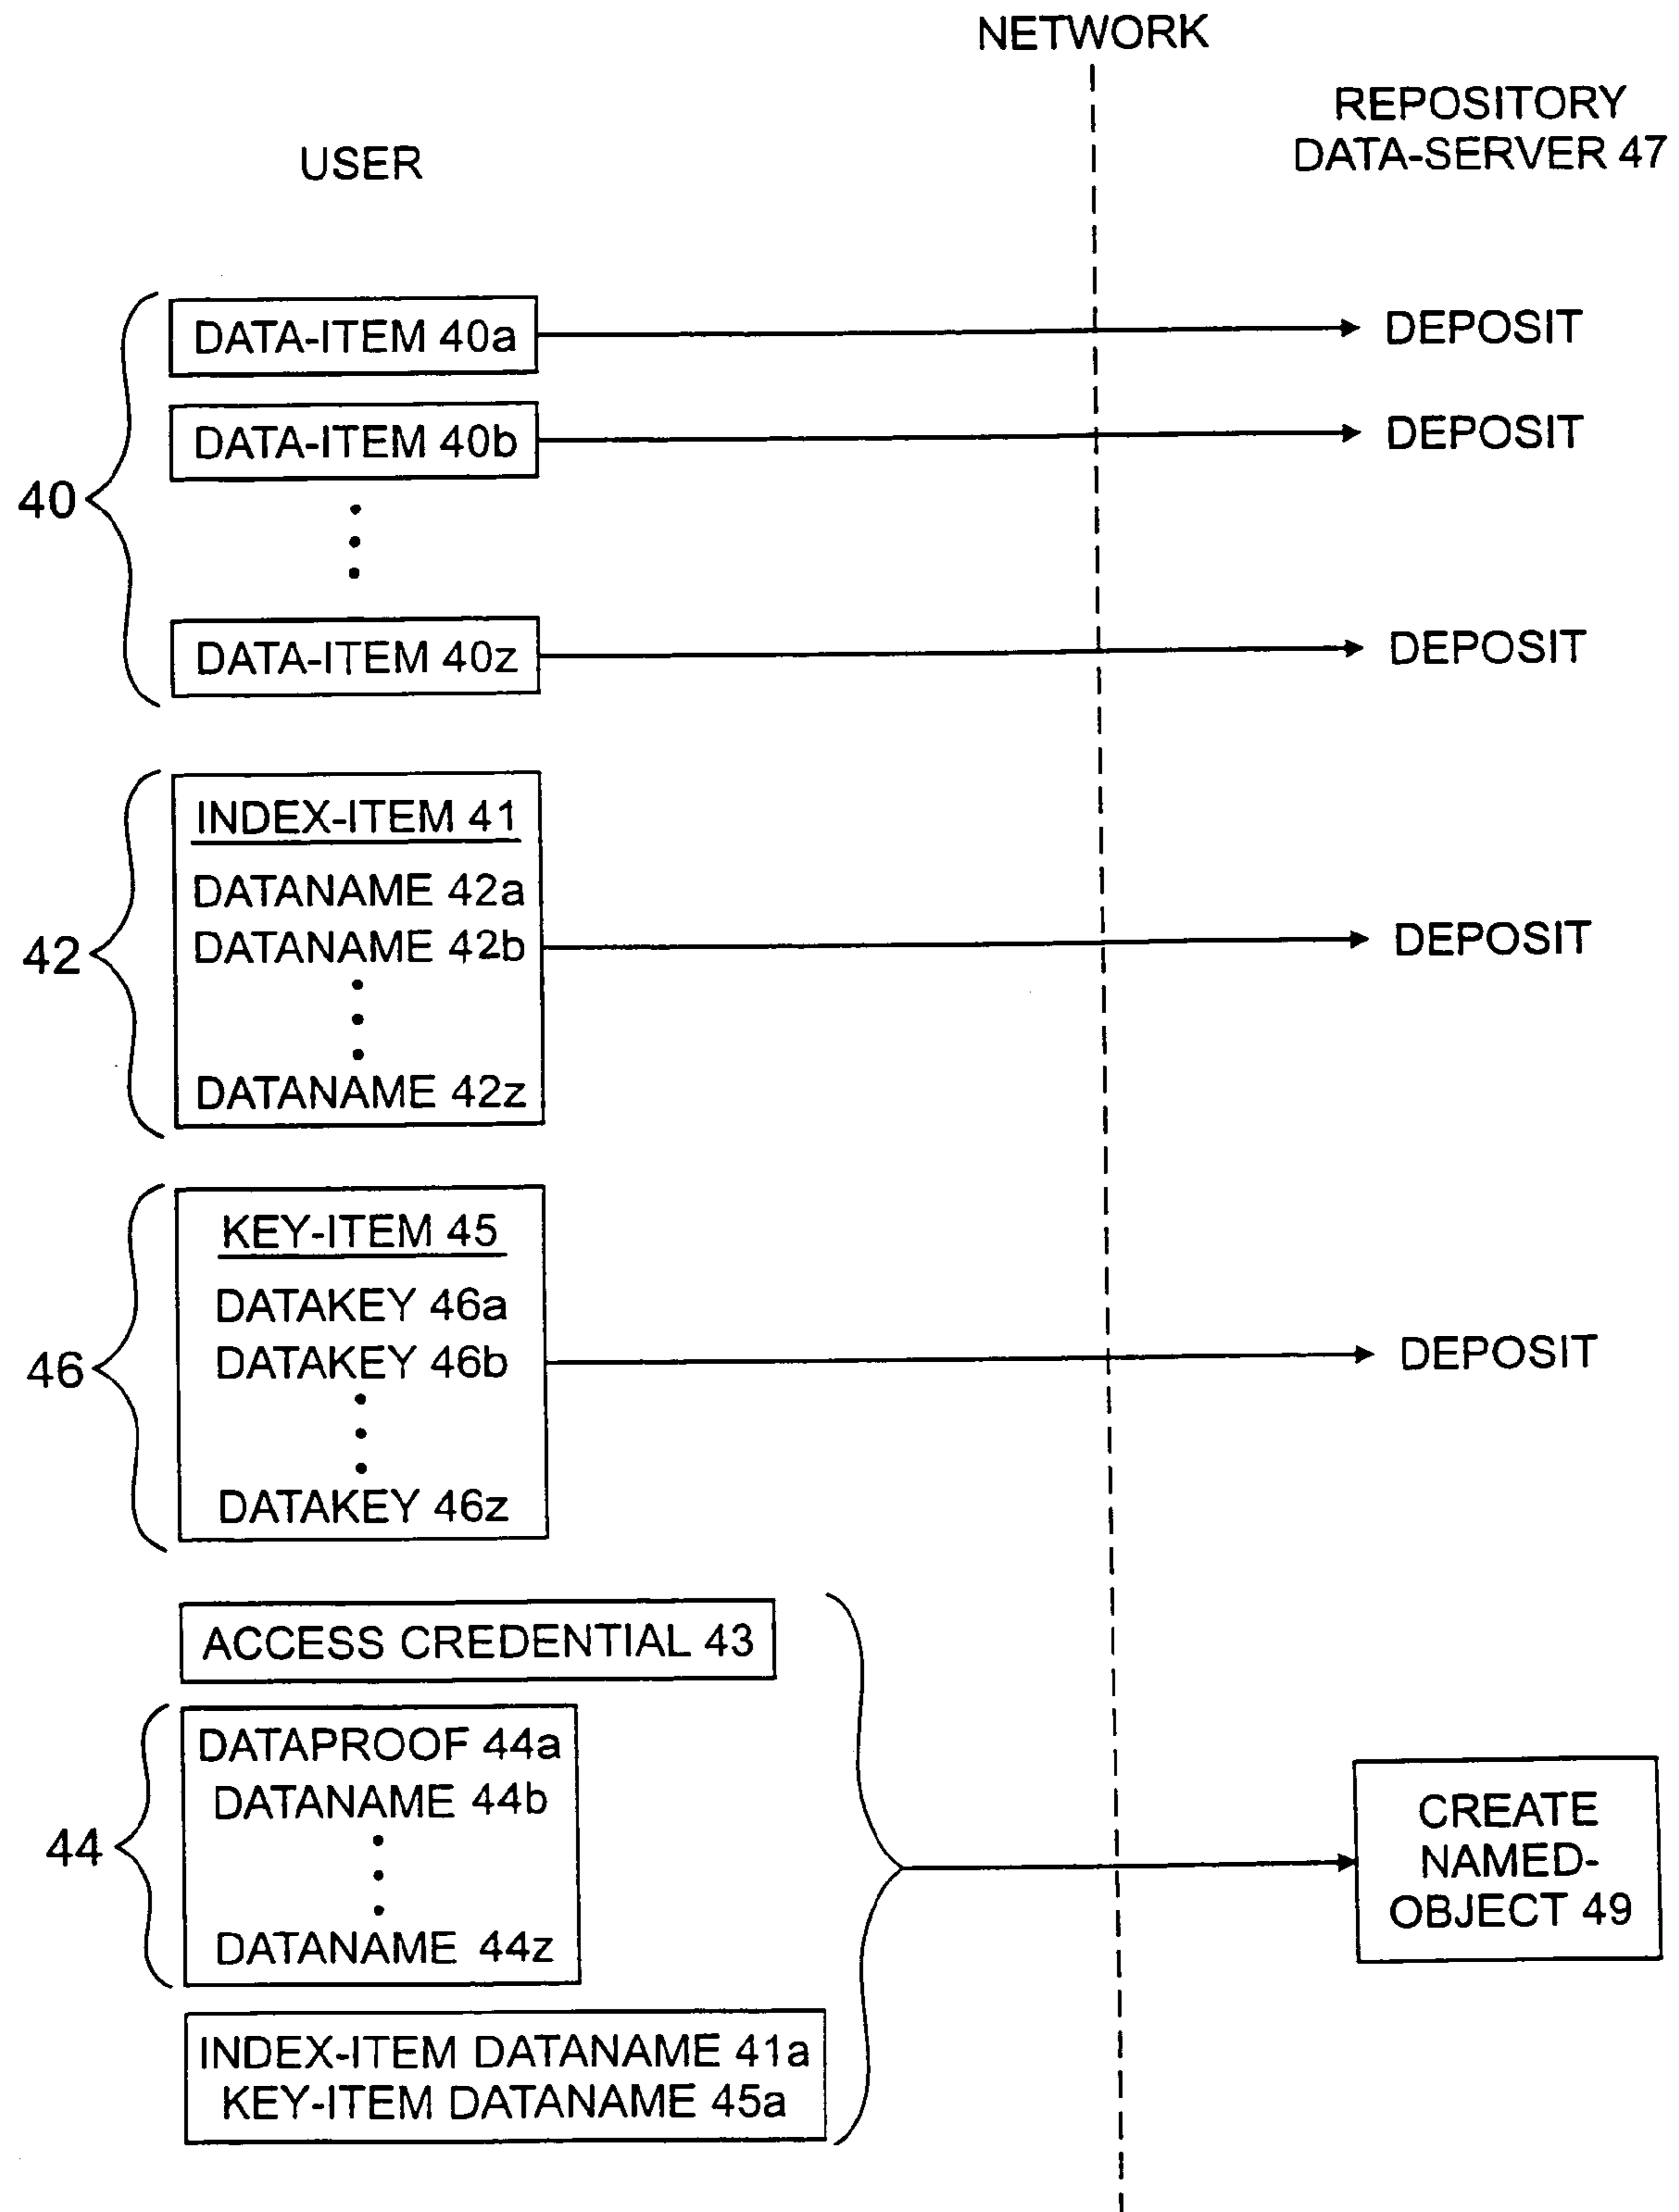 NETWORK
REPOSITORY
DATA-SERVER 47
USER
DATA-ITEM 40a
DEPOSIT
DATA-ITEM 40b
DEPOSIT
40
DATA-ITEM 40z
DEPOSIT
INDEX-ITEM 41
DATANAME 42a
DATANAME 42b
DEPOSIT
42
DATANAME 42z
KEY-ITEM 45
DATAKEY 46a
DATAKEY 46b
DEPOSIT
46
DATAKEY 46z
ACCESS CREDENTIAL 43
DATAPROOF 44a
DATANAME 44b
44
DATANAME 44z
INDEX-ITEM DATANAME 41a
KEY-ITEM DATANAME 45a
CREATE
NAMED-
OBJECT 49